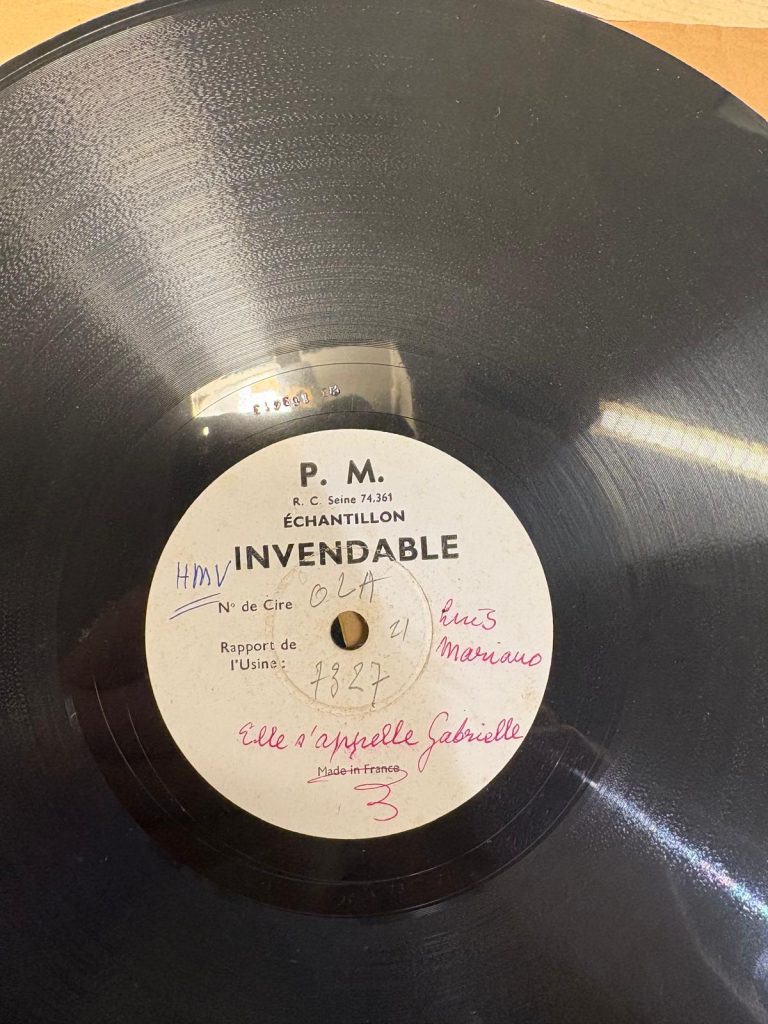 P. M.
R. C. Seine 74.361
ÉCHANTILLON
INVENDABLE
HMV
N° de Cire OLA
21
Luis
Mariano
Rapport de
l'Usine :
7327
Elle s'appelle Gabrielle
Made in France
3